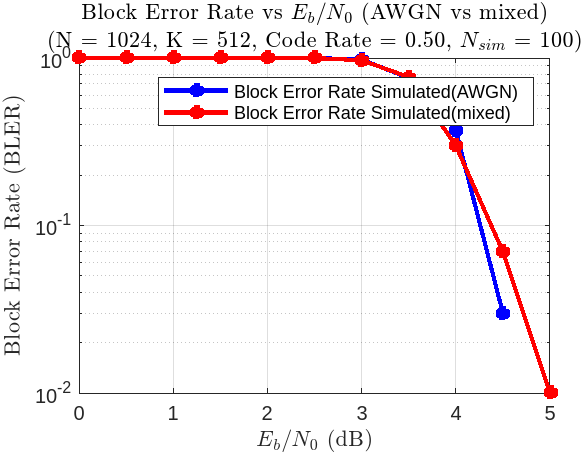 Block Error Rate vs E_b/N_0 (AWGN vs mixed)
(N = 1024, K = 512, Code Rate = 0.50, N_sim = 100)
10^0
Block Error Rate Simulated(AWGN)
Block Error Rate Simulated(mixed)
Block Error Rate (BLER)
10^-1
10^-2
0 1 2 3 4 5
E_b/N_0 (dB)